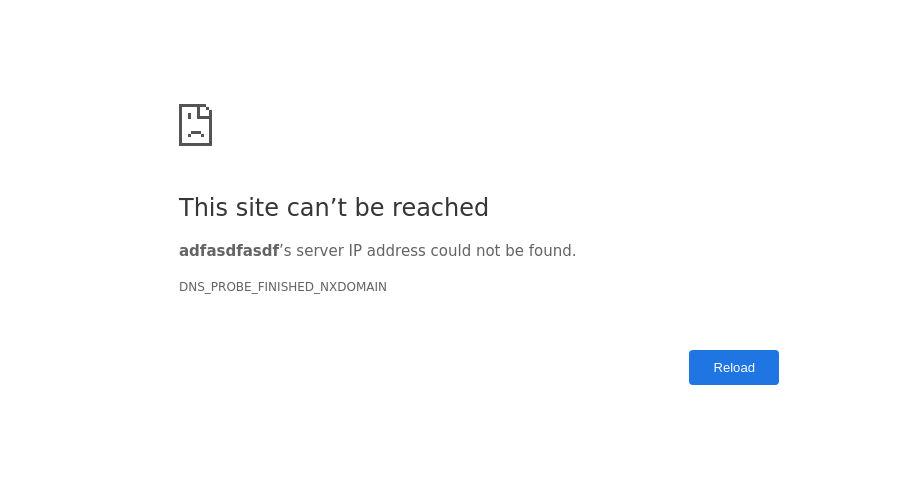 This site can’t be reached
adfasdfasdf’s server IP address could not be found.
DNS_PROBE_FINISHED_NXDOMAIN
Reload